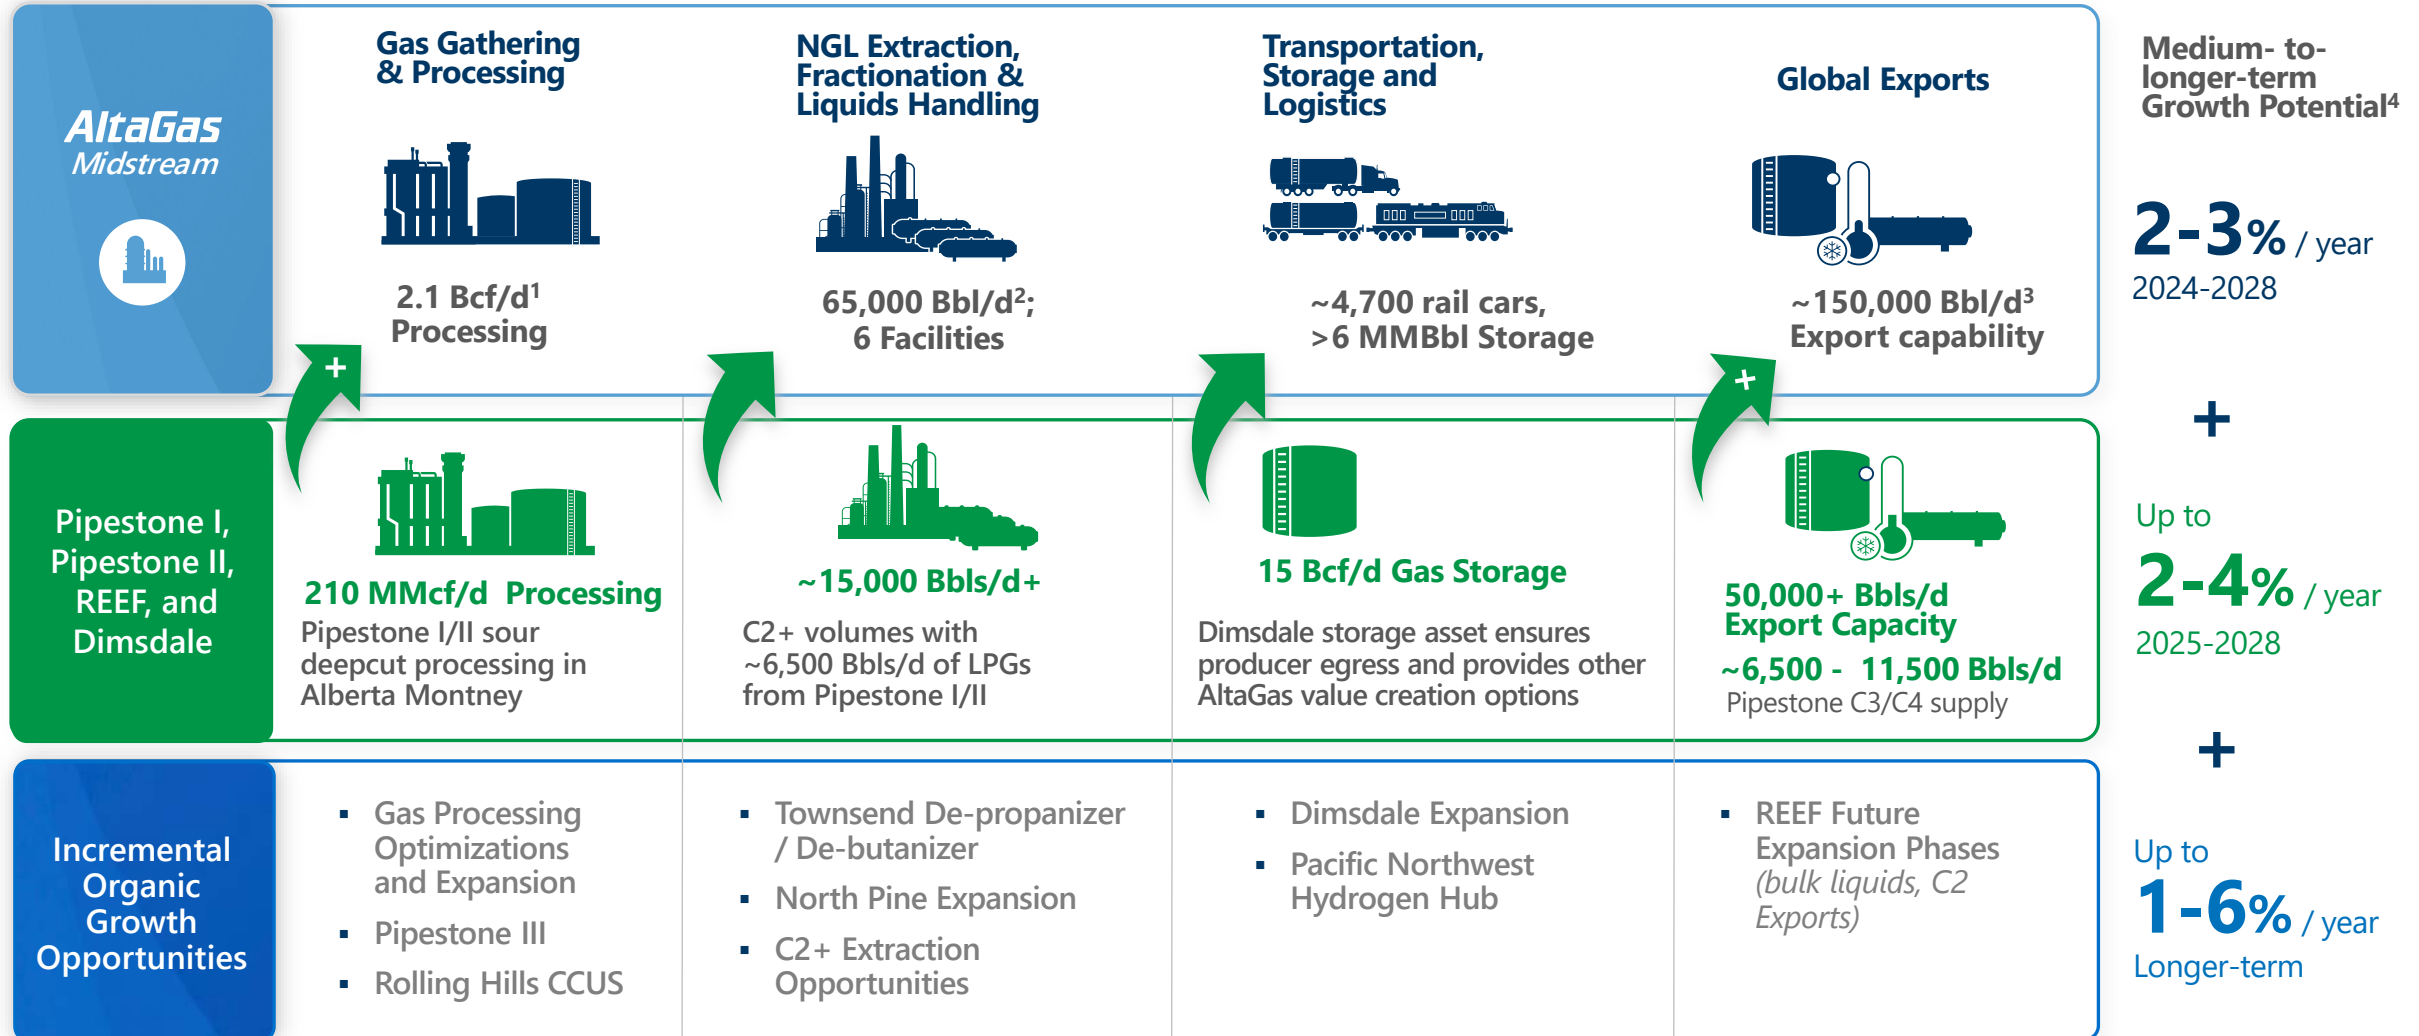 AltaGas
Midstream
Gas Gathering
& Processing
2.1 Bcf/d¹
Processing
NGL Extraction,
Fractionation &
Liquids Handling
65,000 Bbl/d²;
6 Facilities
Transportation,
Storage and
Logistics
~4,700 rail cars,
>6 MMBbl Storage
Global Exports
~150,000 Bbl/d³
Export capability
Medium- to-
longer-term
Growth Potential⁴
2-3% / year
2024-2028
+
+
+
Pipestone I,
Pipestone II,
REEF, and
Dimsdale
210 MMcf/d Processing
Pipestone I/II sour
deepcut processing in
Alberta Montney
~15,000 Bbls/d+
C2+ volumes with
~6,500 Bbls/d of LPGs
from Pipestone I/II
15 Bcf/d Gas Storage
Dimsdale storage asset ensures
producer egress and provides other
AltaGas value creation options
50,000+ Bbls/d
Export Capacity
~6,500 - 11,500 Bbls/d
Pipestone C3/C4 supply
Up to
2-4% / year
2025-2028
+
Incremental
Organic
Growth
Opportunities
▪ Gas Processing
Optimizations
and Expansion
▪ Pipestone III
▪ Rolling Hills CCUS
▪ Townsend De-propanizer
/ De-butanizer
▪ North Pine Expansion
▪ C2+ Extraction
Opportunities
▪ Dimsdale Expansion
▪ Pacific Northwest
Hydrogen Hub
▪ REEF Future
Expansion Phases
(bulk liquids, C2
Exports)
Up to
1-6% / year
Longer-term